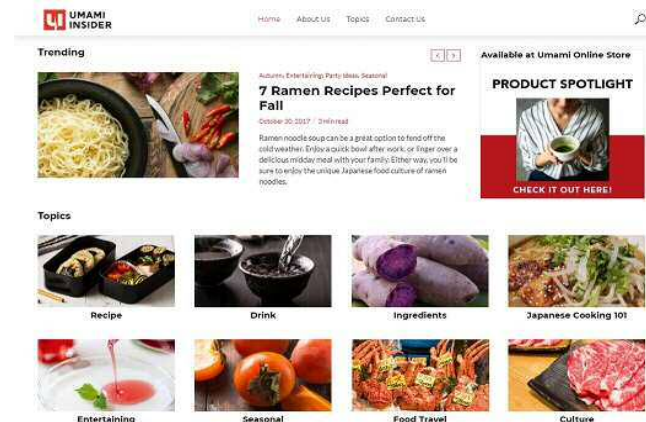 UMAMI
INSIDER
Home About Us Topics Contact Us
Trending
Autumn, Entertaining, Party Ideas, Seasonal
7 Ramen Recipes Perfect for
Fall
October 30, 2017 / 3 min read
Ramen noodle soup can be a great option to fend off the
cold weather. Enjoy a quick bowl after work, or linger over a
delicious midday meal with your family. Either way, you'll be
sure to enjoy the unique Japanese food culture of ramen
noodles.
Available at Umami Online Store
PRODUCT SPOTLIGHT
CHECK IT OUT HERE!
Topics
Recipe
Drink
Ingredients
Japanese Cooking 101
Entertaining
Seasonal
Food Travel
Culture